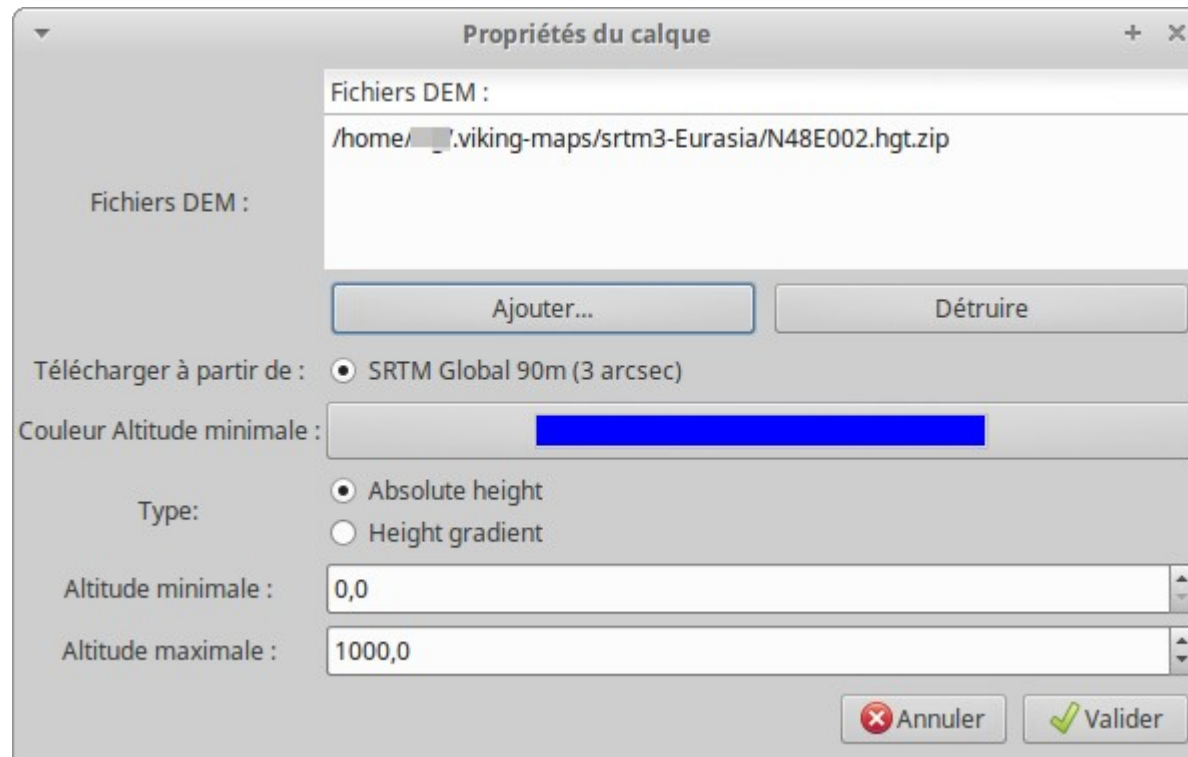 Propriétés du calque
Fichiers DEM :
/home/ .viking-maps/srtm3-Eurasia/N48E002.hgt.zip
Fichiers DEM :
Ajouter... Détruire
Télécharger à partir de : SRTM Global 90m (3 arcsec)
Couleur Altitude minimale :
Type: Absolute height
Height gradient
Altitude minimale : 0,0
Altitude maximale : 1000,0
Annuler Valider